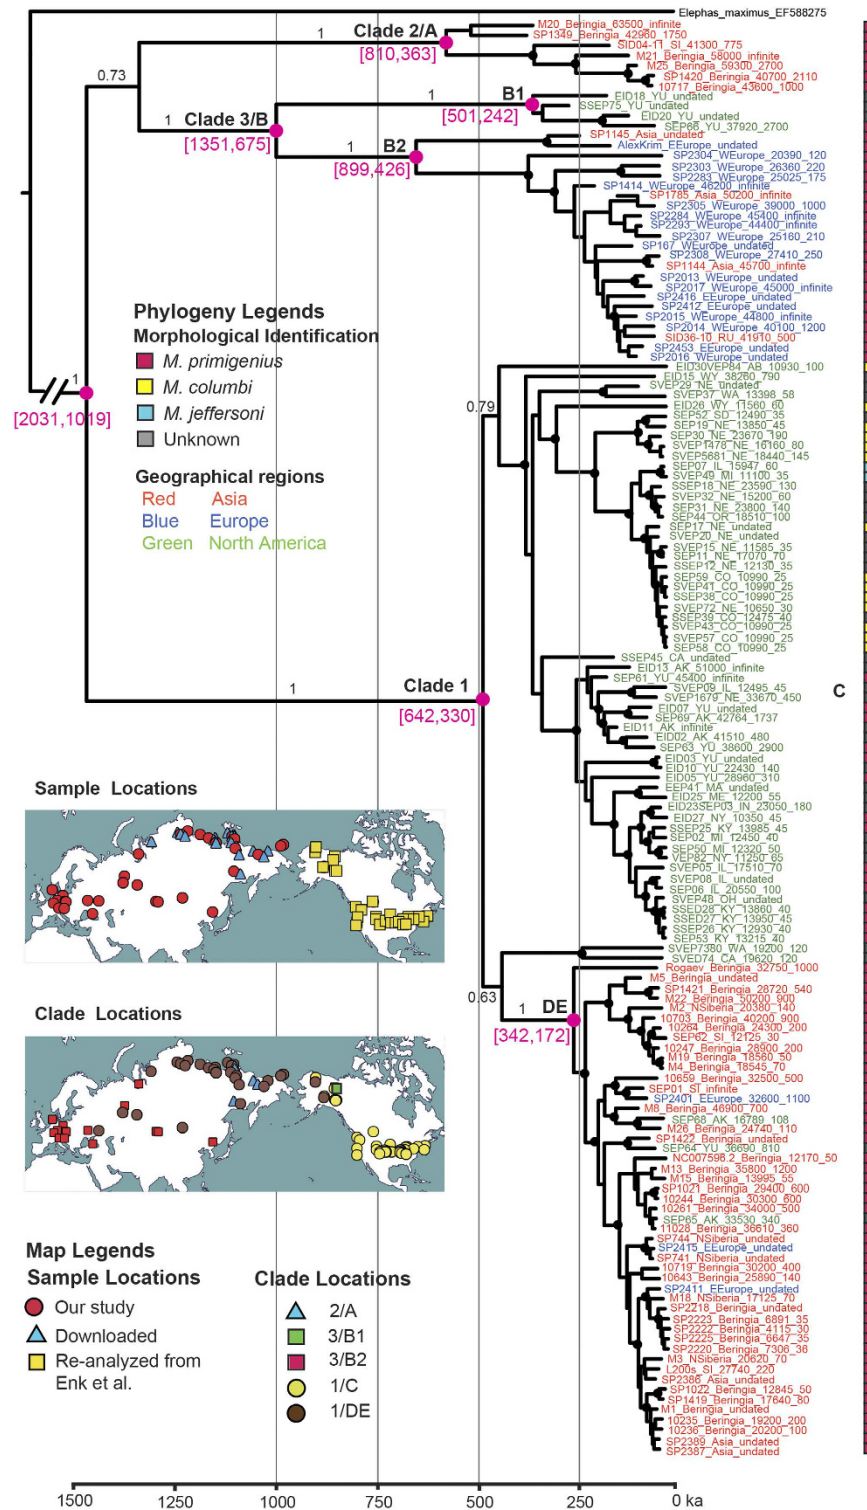 Elephas_maximus_EF588275
M20_Beringia_63500_infinite
SP1349_Beringia_42960_1750
SID04-11_SI_41300_775
M21_Beringia_58000_infinite
M25_Beringia_59300_2700
SP1420_Beringia_40700_2110
10717_Beringia_43600_1000
EID18_YU_undated
SSEP75_YU_undated
EID20_YU_undated
SEP66_YU_37920_2700
SP1145_Asia_undated
AlexKrim_EEurope_undated
SP2304_WEurope_20390_120
SP2303_WEurope_26360_220
SP2283_WEurope_25025_175
SP1414_WEurope_46200_infinite
SP1785_Asia_50200_infinite
SP2305_WEurope_39000_1000
SP2284_WEurope_45400_infinite
SP2293_WEurope_44400_infinite
SP2307_WEurope_25160_210
SP167_WEurope_undated
SP2308_WEurope_27410_250
SP1144_Asia_45700_infinite
SP2013_WEurope_undated
SP2017_WEurope_45000_infinite
SP2416_EEurope_undated
SP2412_EEurope_undated
SP2015_WEurope_44800_infinite
SP2014_WEurope_40100_1200
SID36-10_RU_41910_500
SP2453_EEurope_undated
SP2016_WEurope_undated
EID30VEP84_AB_10930_100
EID15_WY_38260_790
SVEP29_NE_undated
SVEP37_WA_13398_58
EID26_WY_11560_60
SEP52_SD_12490_35
SEP19_NE_13850_45
SEP30_NE_23670_190
SVEP1478_NE_16160_80
SVEP5681_NE_18440_145
SEP07_IL_15947_60
SVEP49_MI_11100_35
SSEP18_NE_23590_130
SVEP32_NE_15200_60
SEP31_NE_23800_140
SEP44_OR_18510_100
SEP17_NE_undated
SVEP20_NE_undated
SVEP15_NE_11585_35
SEP11_NE_17070_70
SSEP12_NE_12130_35
SEP59_CO_10990_25
SVEP41_CO_10990_25
SSEP38_CO_10990_25
SVEP72_NE_10650_30
SSEP39_CO_12475_40
SVEP43_CO_10990_25
SVEP57_CO_10990_25
SEP58_CO_10990_25
SSEP45_CA_undated
EID13_AK_51000_infinite
SEP61_YU_45400_infinite
SVEP09_IL_12495_45
SVEP1679_NE_33670_450
EID07_YU_undated
SEP69_AK_42764_1737
EID11_AK_infinite
EID02_AK_41510_480
SEP63_YU_38600_2900
EID03_YU_undated
EID10_YU_22430_140
EID05_YU_28960_310
EEP41_MA_undated
EID25_ME_12200_55
EID23SEP03_IN_23050_180
EID27_NY_10350_45
SSEP25_KY_13985_45
SEP02_MI_12450_40
SEP50_MI_12320_50
VEP82_NY_11250_65
SVEP05_IL_17510_70
SVEP08_IL_undated
SEP06_IL_20550_100
SVEP48_OH_undated
SSED28_KY_13860_40
SSED27_KY_13950_45
SSEP26_KY_12930_40
SEP53_KY_13215_40
SVEP7380_WA_19200_120
SVED74_CA_19620_120
Rogaev_Beringia_32750_1000
M5_Beringia_undated
SP1421_Beringia_28720_540
M22_Beringia_50200_900
M2_NSiberia_20380_140
10703_Beringia_40200_900
10264_Beringia_24300_200
SEP62_SI_12125_30
10247_Beringia_28900_200
M19_Beringia_18560_50
M4_Beringia_18545_70
10659_Beringia_32500_500
SEP01_SI_infinite
SP2401_EEurope_32600_1100
M8_Beringia_46900_700
SEP68_AK_16789_108
M26_Beringia_24740_110
SP1422_Beringia_undated
SEP64_YU_36690_810
NC007596.2_Beringia_12170_50
M13_Beringia_35800_1200
M15_Beringia_13995_55
SP1021_Beringia_29400_600
10244_Beringia_30300_600
10261_Beringia_34000_500
SEP65_AK_33530_340
11028_Beringia_36610_360
SP744_NSiberia_undated
SP2415_EEurope_undated
SP741_NSiberia_undated
10719_Beringia_30200_400
10643_Beringia_25890_140
SP2411_EEurope_undated
M18_NSiberia_17125_70
SP2218_Beringia_undated
SP2223_Beringia_6891_35
SP2222_Beringia_4115_30
SP2225_Beringia_6647_35
SP2220_Beringia_7306_36
M3_NSiberia_20620_70
L200s_SI_27740_220
SP2386_Asia_undated
SP1022_Beringia_12845_50
SP1419_Beringia_17640_80
M1_Beringia_undated
10235_Beringia_19200_200
10236_Beringia_20200_100
SP2389_Asia_undated
SP2387_Asia_undated
1 Clade 2/A
[810,363]
0.73
1 B1
[501,242]
Clade 3/B
[1351,675]
1 B2
[899,426]
1
[2031,1019]
0.79
1 Clade 1
[642,330]
C
0.63
1 DE
[342,172]
Phylogeny Legends
Morphological Identification
M. primigenius
M. columbi
M. jeffersoni
Unknown
Geographical regions
Red Asia
Blue Europe
Green North America
Sample Locations
Clade Locations
Map Legends
Sample Locations
Our study
Downloaded
Re-analyzed from
Enk et al.
Clade Locations
2/A
3/B1
3/B2
1/C
1/DE
1500 1250 1000 750 500 250 0 ka